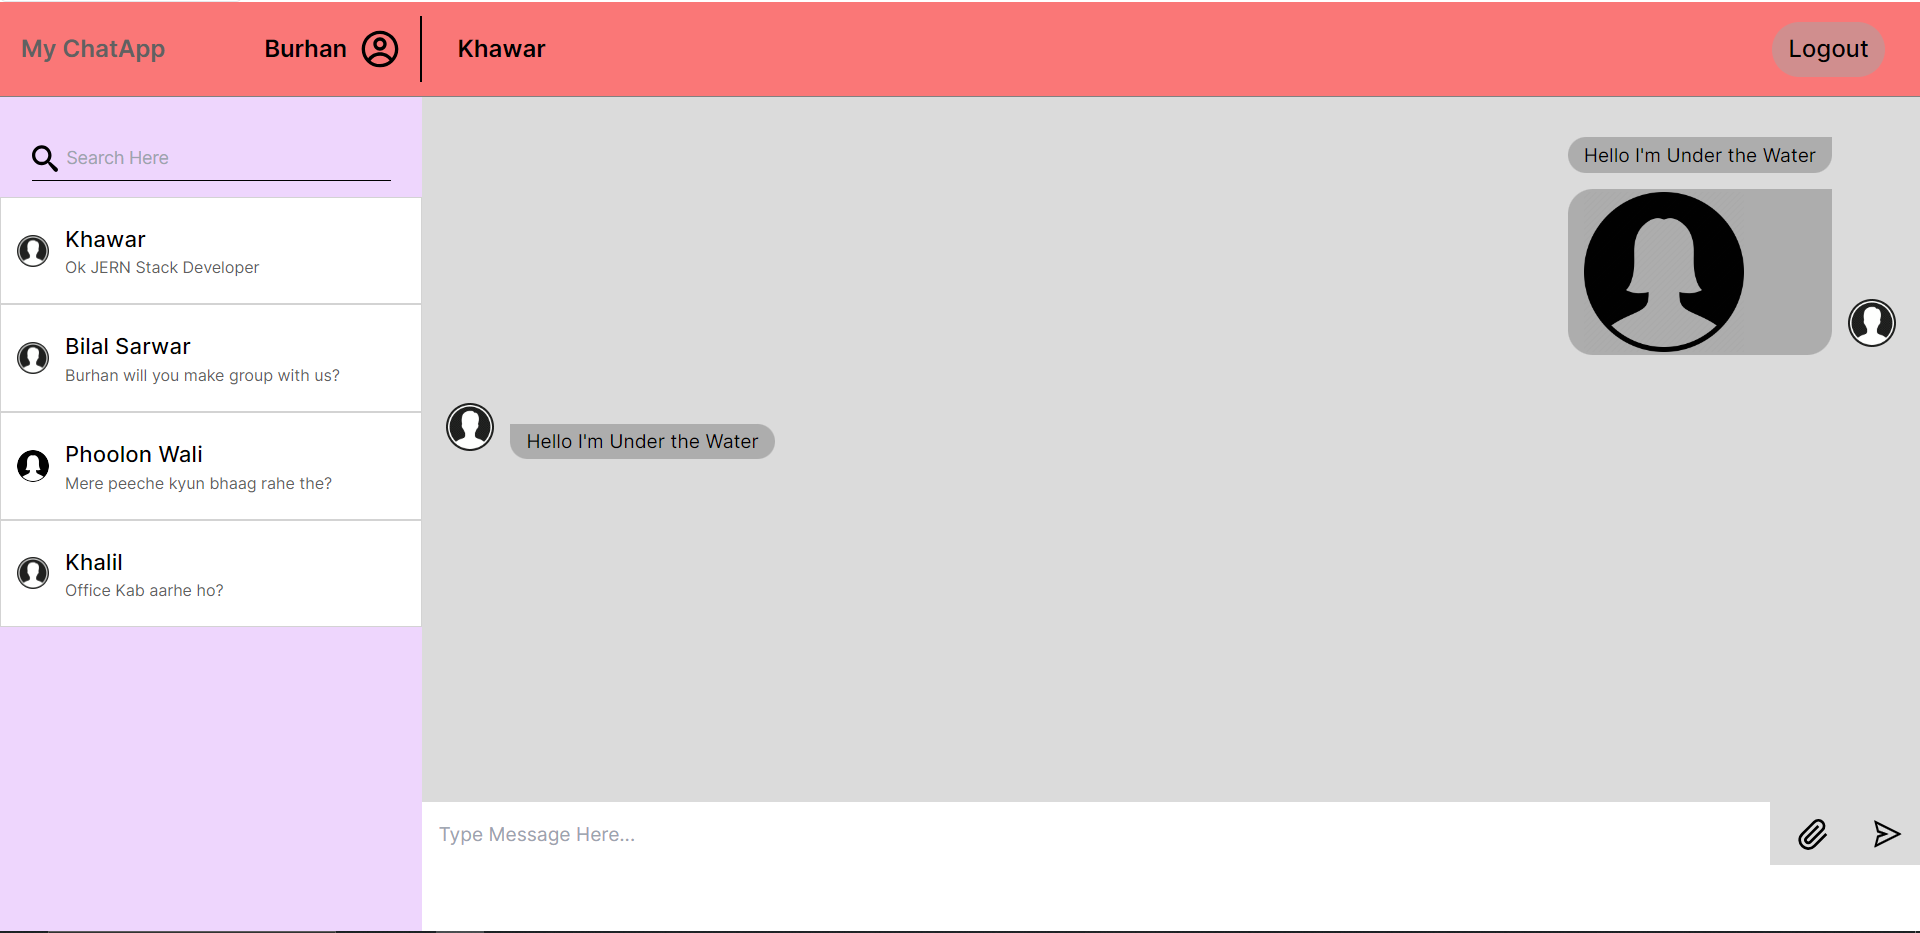 My ChatApp
Burhan
Khawar
Logout
Search Here
Khawar
Ok JERN Stack Developer
Bilal Sarwar
Burhan will you make group with us?
Phoolon Wali
Mere peeche kyun bhaag rahe the?
Khalil
Office Kab aarhe ho?
Hello I'm Under the Water
Hello I'm Under the Water
Type Message Here...